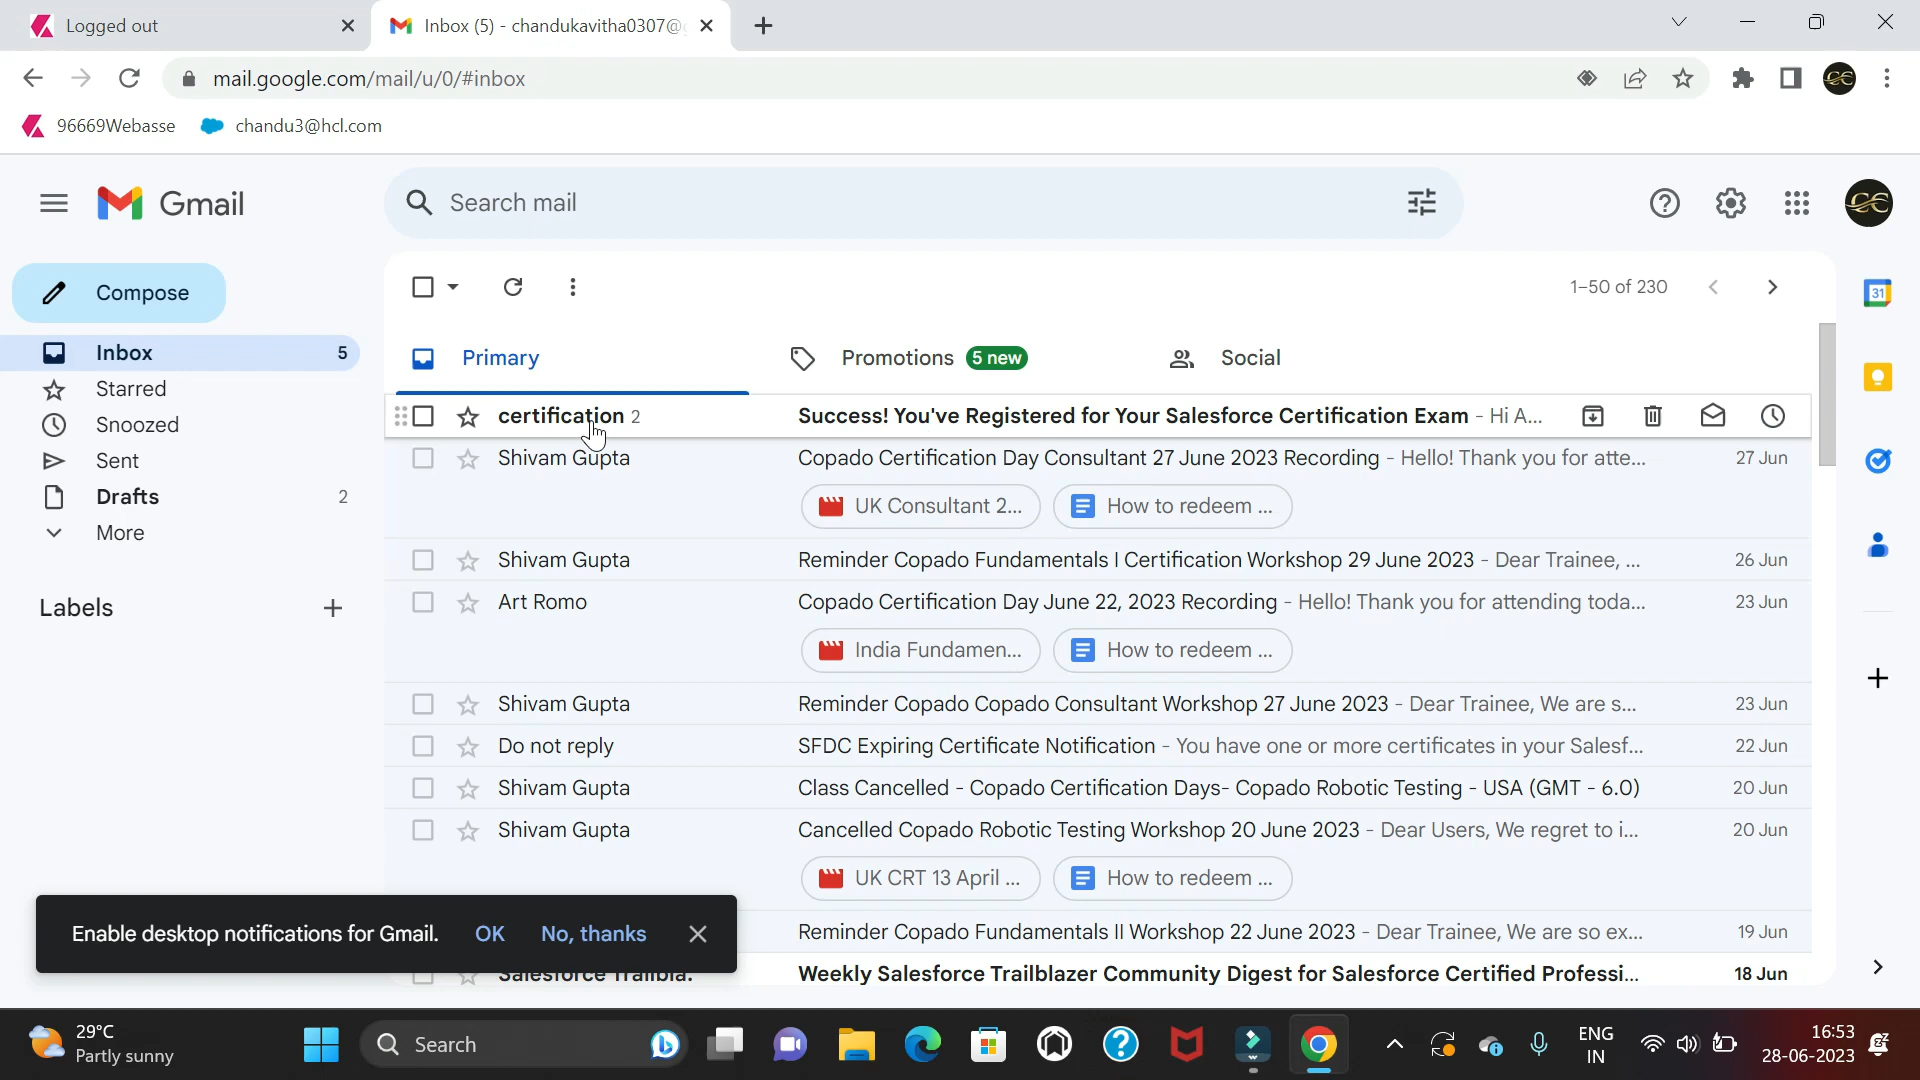 Logged out
Inbox (5) - chandukavitha0307@
mail.google.com/mail/u/0/#inbox
96669Webasse
chandu3@hcl.com
Gmail
Search mail
Compose
Inbox 5
Starred
Snoozed
Sent
Drafts 2
More
Labels
1–50 of 230
Primary
Promotions 5 new
Social
certification 2 Success! You've Registered for Your Salesforce Certification Exam - Hi A...
Shivam Gupta Copado Certification Day Consultant 27 June 2023 Recording - Hello! Thank you for atte... 27 Jun
UK Consultant 2... How to redeem ...
Shivam Gupta Reminder Copado Fundamentals I Certification Workshop 29 June 2023 - Dear Trainee, ... 26 Jun
Art Romo Copado Certification Day June 22, 2023 Recording - Hello! Thank you for attending toda... 23 Jun
India Fundamen... How to redeem ...
Shivam Gupta Reminder Copado Copado Consultant Workshop 27 June 2023 - Dear Trainee, We are s... 23 Jun
Do not reply SFDC Expiring Certificate Notification - You have one or more certificates in your Salesf... 22 Jun
Shivam Gupta Class Cancelled - Copado Certification Days- Copado Robotic Testing - USA (GMT - 6.0) 20 Jun
Shivam Gupta Cancelled Copado Robotic Testing Workshop 20 June 2023 - Dear Users, We regret to i... 20 Jun
UK CRT 13 April ... How to redeem ...
Reminder Copado Fundamentals II Workshop 22 June 2023 - Dear Trainee, We are so ex... 19 Jun
Salesforce Trailbla. Weekly Salesforce Trailblazer Community Digest for Salesforce Certified Professi... 18 Jun
Enable desktop notifications for Gmail. OK No, thanks
31
29°C
Partly sunny
Search
ENG
IN
16:53
28-06-2023